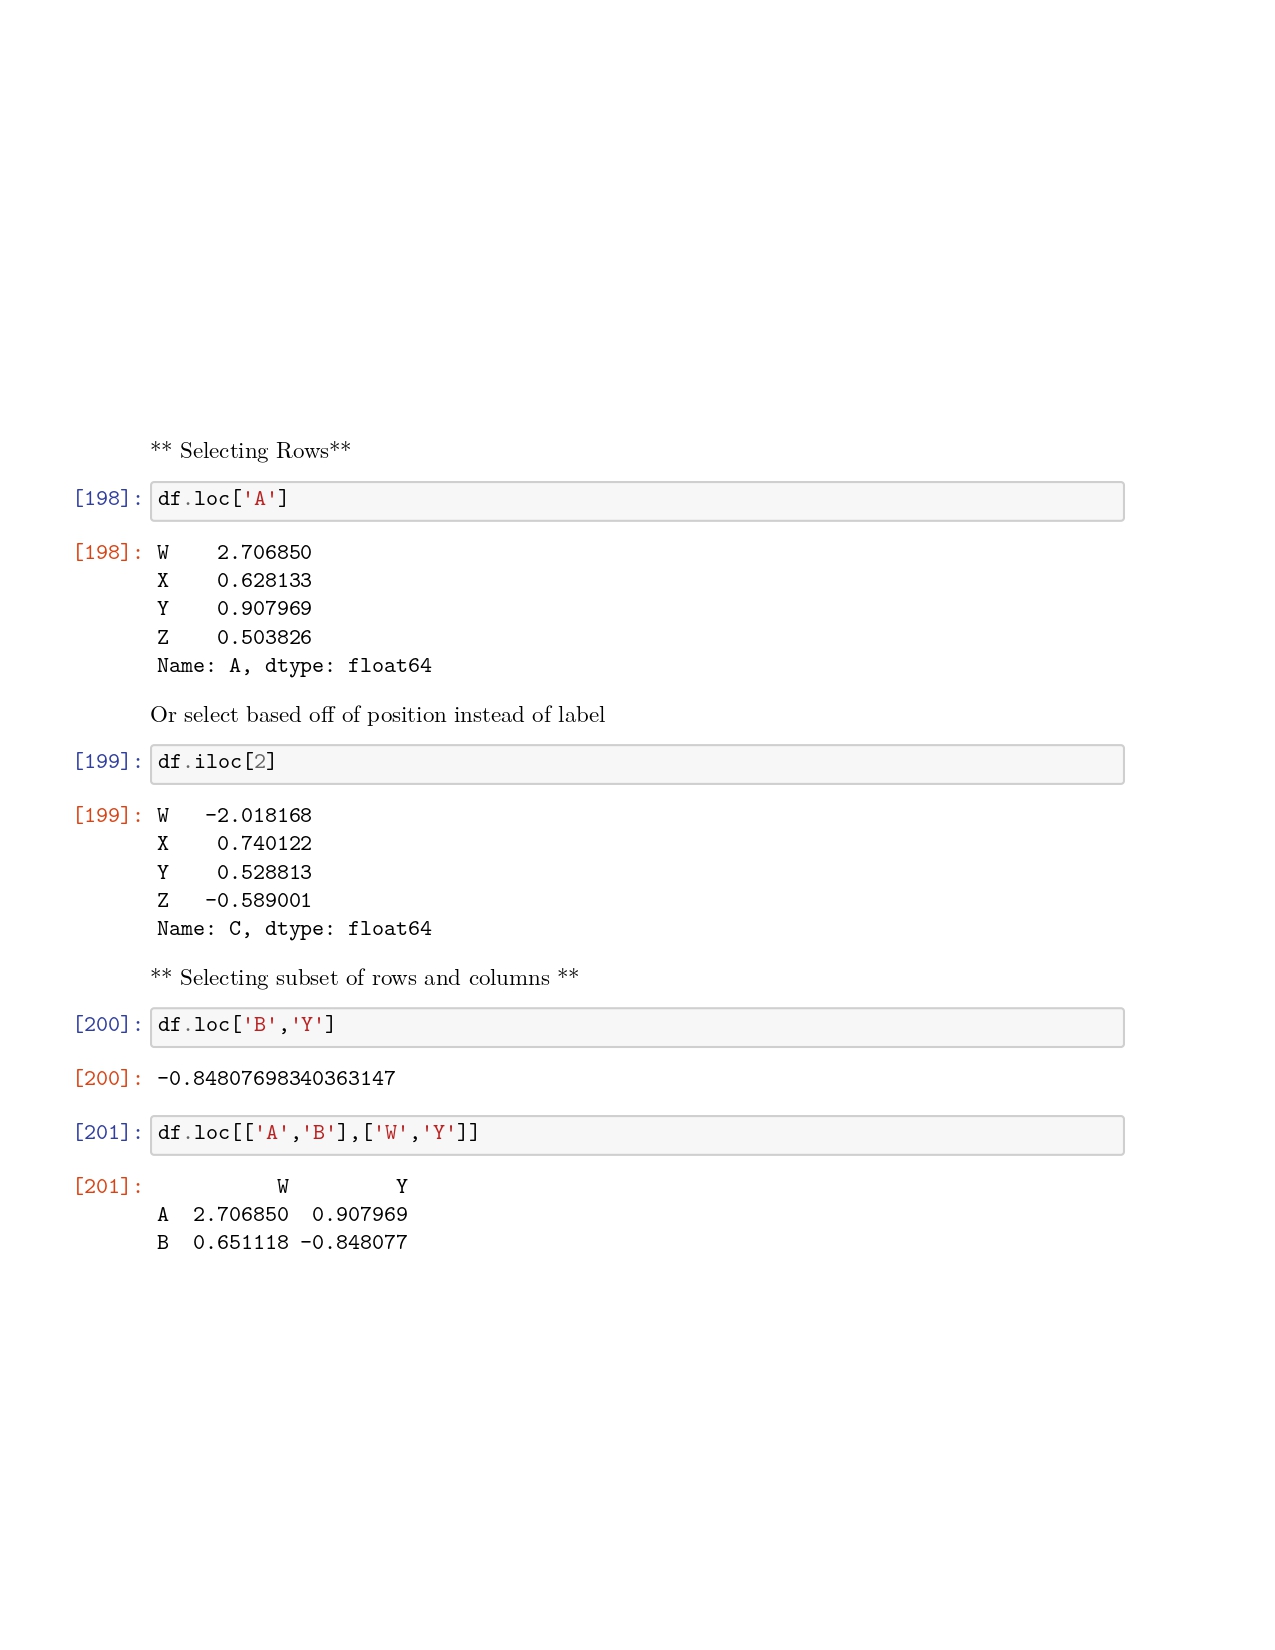 ** Selecting Rows**
[198]: df.loc['A']
[198]: W    2.706850
X    0.628133
Y    0.907969
Z    0.503826
Name: A, dtype: float64
Or select based off of position instead of label
[199]: df.iloc[2]
[199]: W   -2.018168
X    0.740122
Y    0.528813
Z   -0.589001
Name: C, dtype: float64
** Selecting subset of rows and columns **
[200]: df.loc['B','Y']
[200]: -0.84807698340363147
[201]: df.loc[['A','B'],['W','Y']]
[201]:           W         Y
A  2.706850  0.907969
B  0.651118 -0.848077